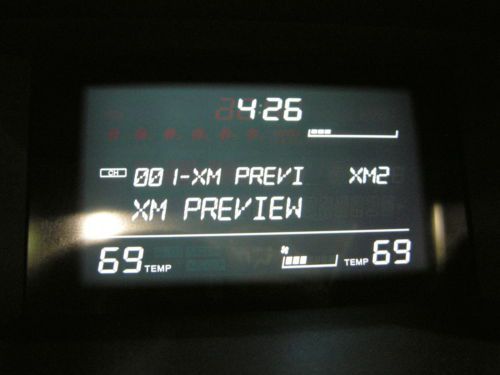 4:26
CH 001-XM PREVI XM2
XM PREVIEW
69 TEMP TEMP 69